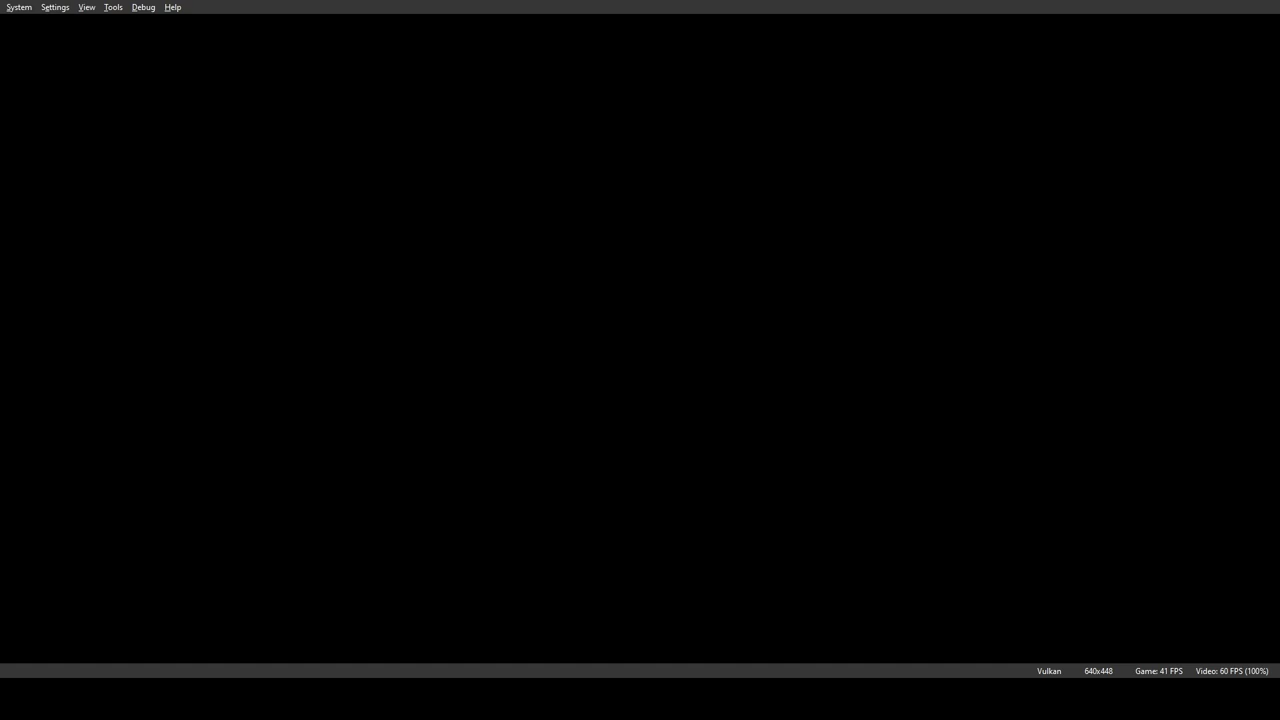 System Settings View Tools Debug Help
Vulkan 640x448 Game: 41 FPS Video: 60 FPS (100%)